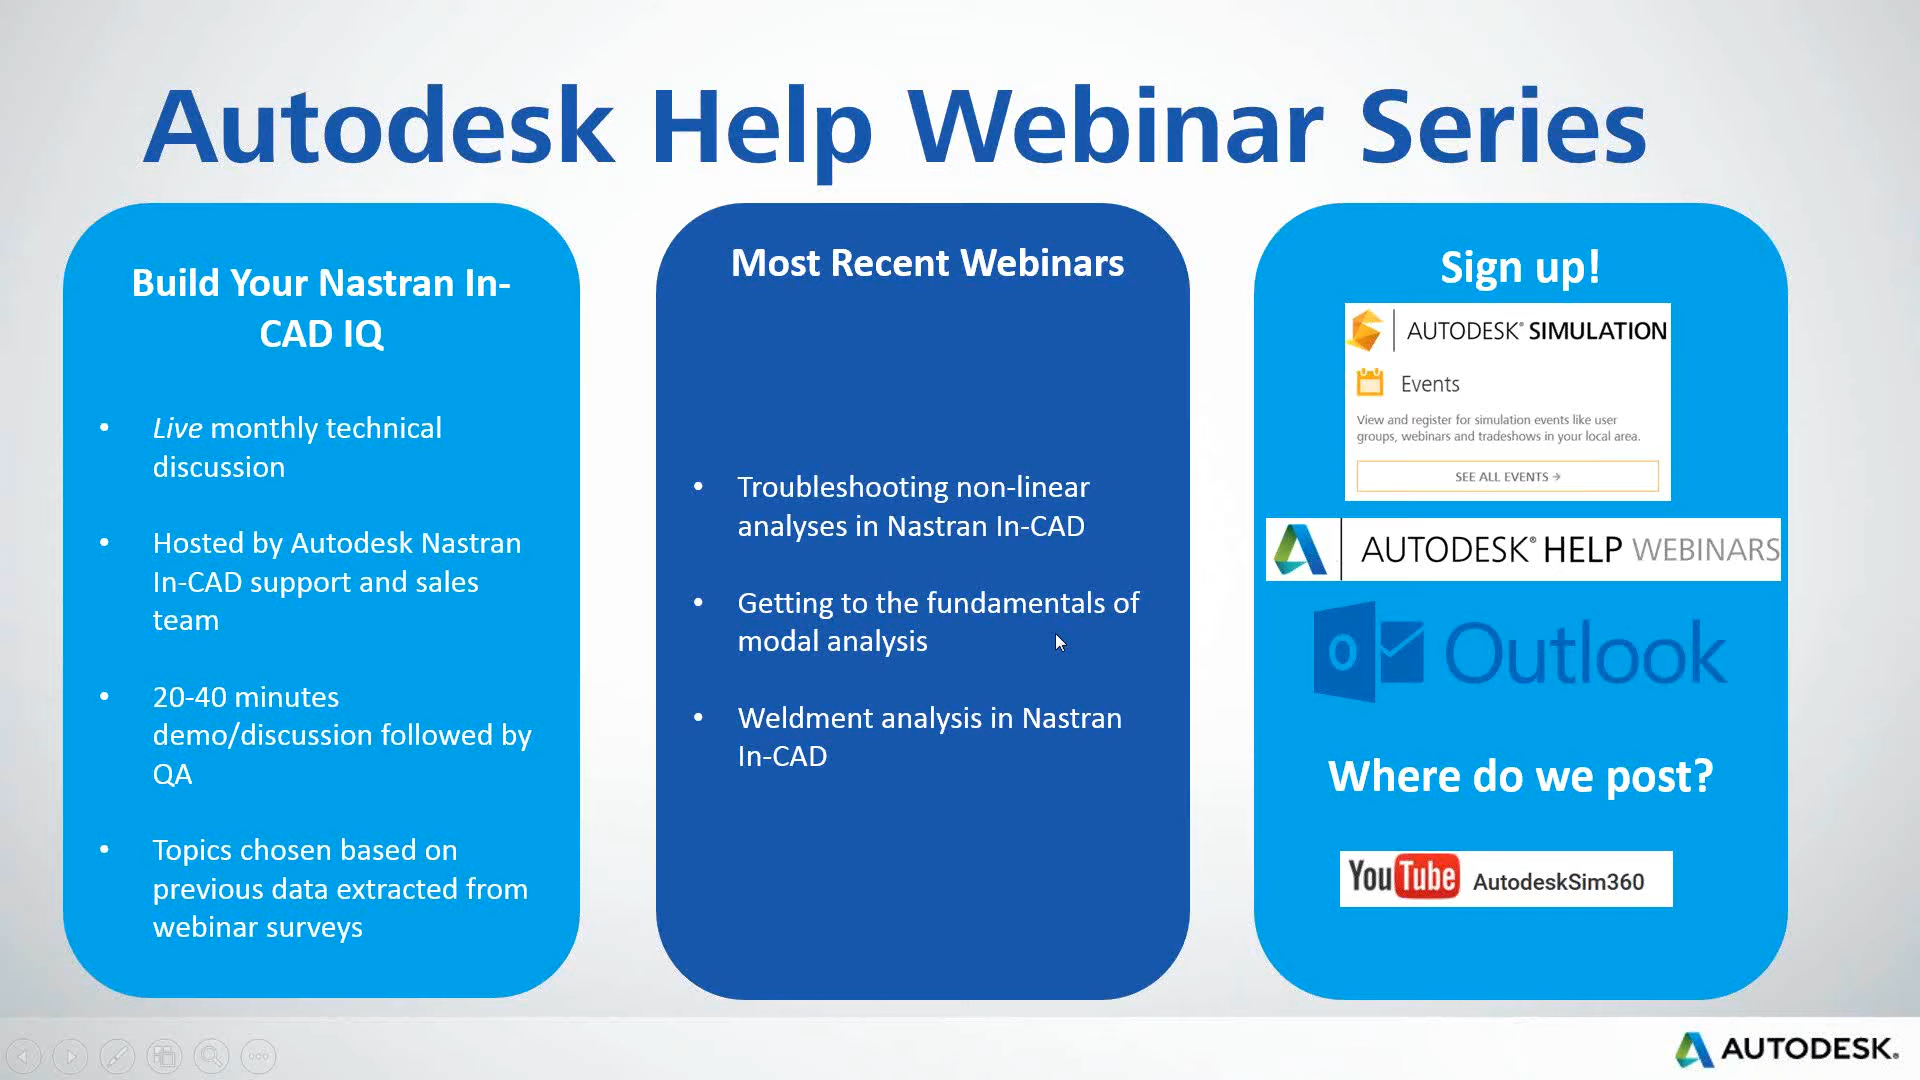 Autodesk Help Webinar Series
Build Your Nastran In-
CAD IQ
• Live monthly technical
discussion
• Hosted by Autodesk Nastran
In-CAD support and sales
team
• 20-40 minutes
demo/discussion followed by
QA
• Topics chosen based on
previous data extracted from
webinar surveys
Most Recent Webinars
• Troubleshooting non-linear
analyses in Nastran In-CAD
• Getting to the fundamentals of
modal analysis
• Weldment analysis in Nastran
In-CAD
Sign up!
AUTODESK® SIMULATION
Events
View and register for simulation events like user
groups, webinars and tradeshows in your local area.
SEE ALL EVENTS →
AUTODESK® HELP WEBINARS
Outlook
Where do we post?
YouTube AutodeskSim360
AUTODESK®